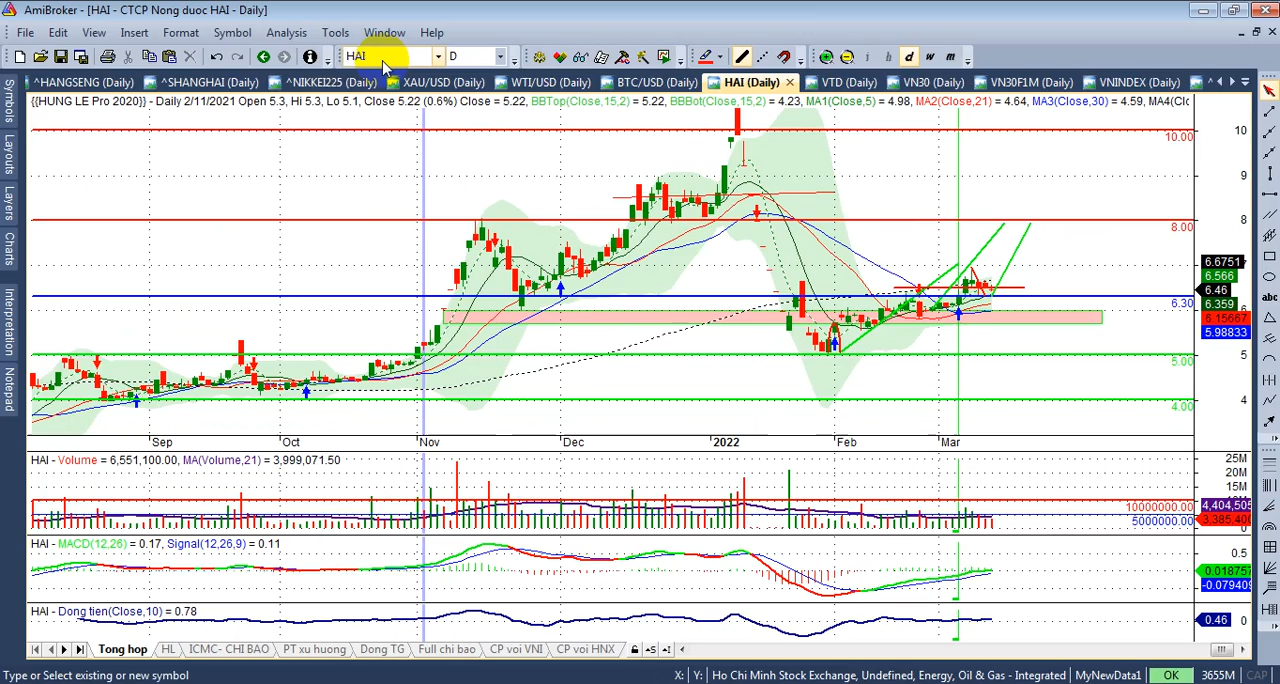 AmiBroker - [HAI - CTCP Nong duoc HAI - Daily]
File Edit View Insert Format Symbol Analysis Tools Window Help
HAI D
d w m
^HANGSENG (Daily) ^SHANGHAI (Daily) ^NIKKEI225 (Daily) XAU/USD (Daily) WTI/USD (Daily) BTC/USD (Daily) HAI (Daily) VTD (Daily) VN30 (Daily) VN30F1M (Daily) VNINDEX (Daily)
{{HUNG LE Pro 2020}} - Daily 2/11/2021 Open 5.3, Hi 5.3, Lo 5.1, Close 5.22 (0.6%) Close = 5.22, BBTop(Close,15,2) = 5.22, BBBot(Close,15,2) = 4.23, MA1(Close,5) = 4.98, MA2(Close,21) = 4.64, MA3(Close,30) = 4.59, MA4(Clc
Symbols
Layouts
Layers
Charts
Interpretation
Notepad
abc
10
10.00
9
8
8.00
6.6751
6.566
6.46
6.30
6.359
6.15667
5.98833
5
5.00
4
4.00
Sep Oct Nov Dec 2022 Feb Mar
HAI - Volume = 6,551,100.00, MA(Volume,21) = 3,999,071.50
25M
20M
15M
10000000.00
4,404,505
5000000.00
3,385,400
HAI - MACD(12,26) = 0.17, Signal(12,26,9) = 0.11
0.5
0.018757
-0.079409
HAI - Dong tien(Close,10) = 0.78
0.46 0
Tong hop HL ICMC- CHI BAO PT xu huong Dong TG Full chi bao CP voi VNI CP voi HNX
Type or Select existing or new symbol X: Y: Ho Chi Minh Stock Exchange, Undefined, Energy, Oil & Gas - Integrated MyNewData1 OK 3655M CAP